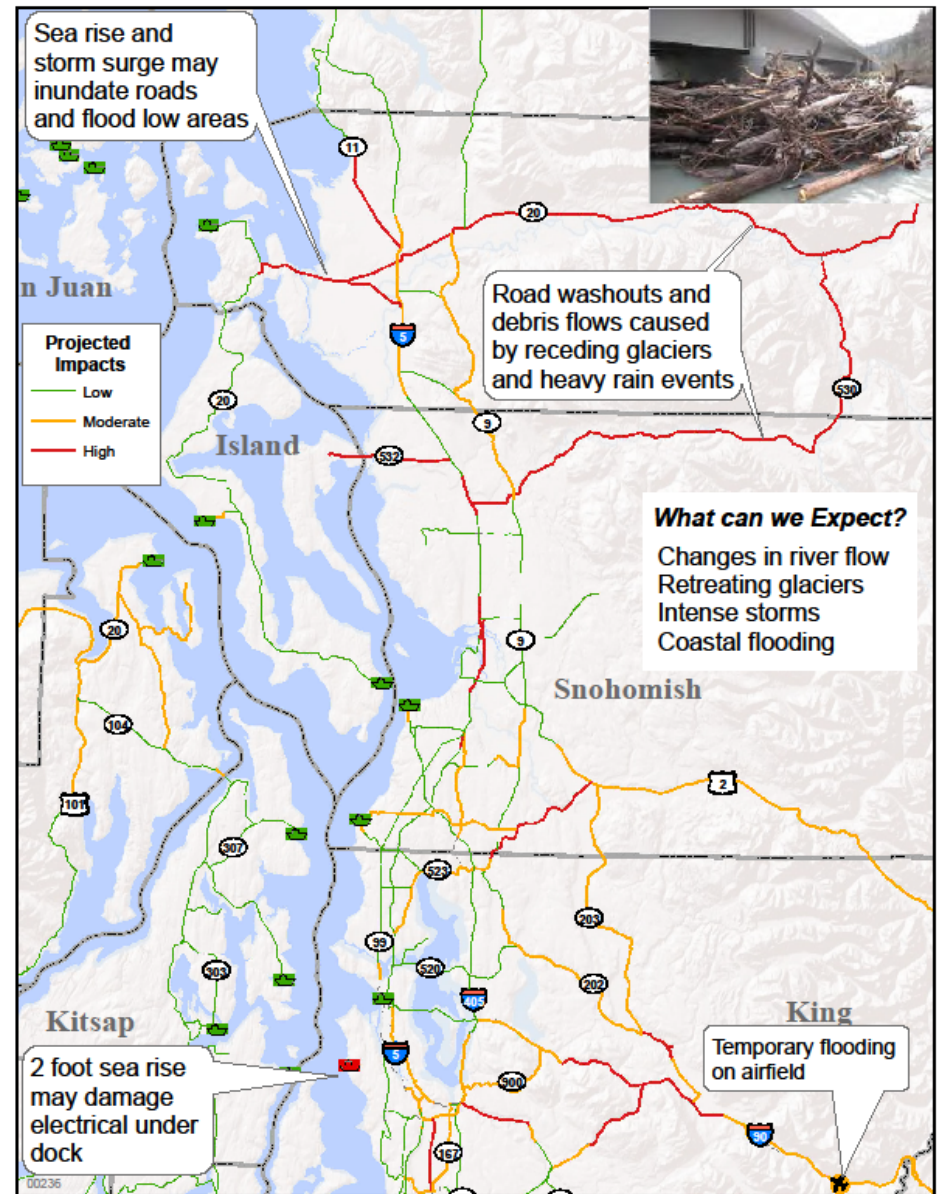 Sea rise and
storm surge may
inundate roads
and flood low areas
11
20
n Juan
Road washouts and
debris flows caused
by receding glaciers
and heavy rain events
5
Projected
Impacts
Low
Moderate
High
20
530
9
Island
532
What can we Expect?
Changes in river flow
Retreating glaciers
Intense storms
Coastal flooding
20
9
Snohomish
104
2
101
307
523
203
99
520
303
202
405
Kitsap
King
Temporary flooding
on airfield
2 foot sea rise
may damage
electrical under
dock
5
900
90
167
00236